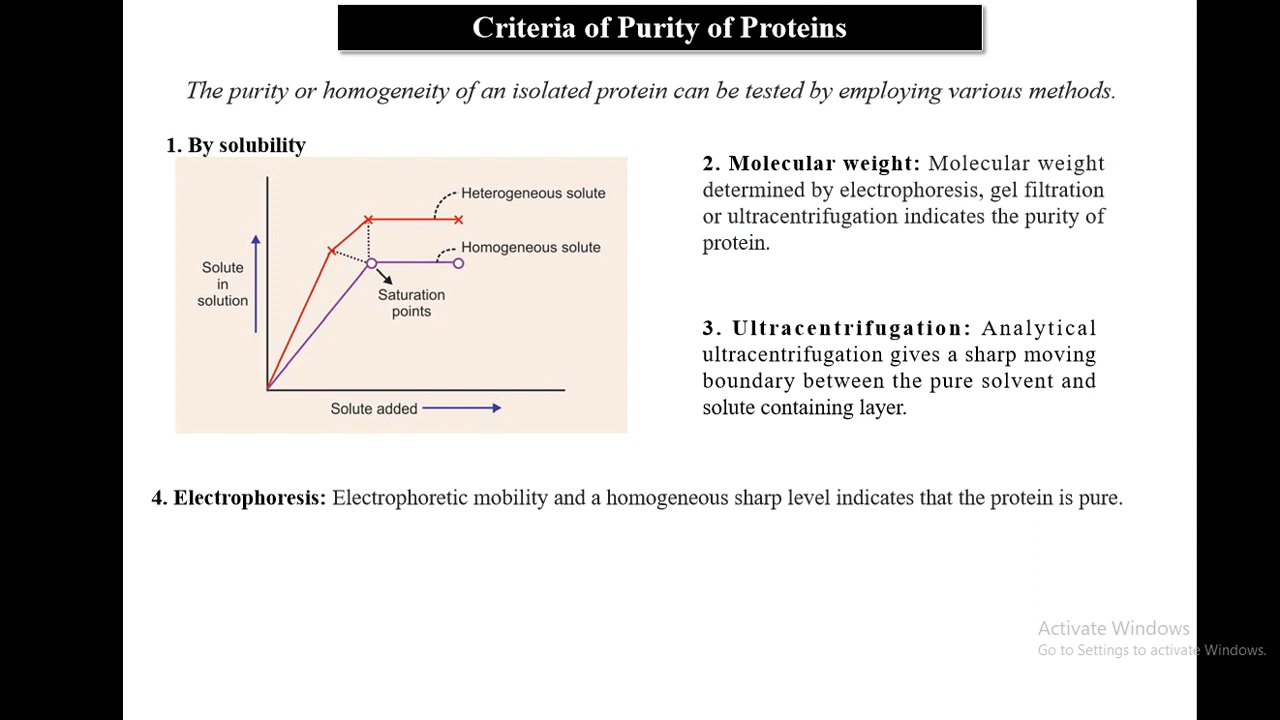 Criteria of Purity of Proteins
The purity or homogeneity of an isolated protein can be tested by employing various methods.
1. By solubility
Heterogeneous solute
Homogeneous solute
Solute
in
solution
Saturation
points
Solute added
2. Molecular weight: Molecular weight
determined by electrophoresis, gel filtration
or ultracentrifugation indicates the purity of
protein.
3. Ultracentrifugation: Analytical
ultracentrifugation gives a sharp moving
boundary between the pure solvent and
solute containing layer.
4. Electrophoresis: Electrophoretic mobility and a homogeneous sharp level indicates that the protein is pure.
Activate Windows
Go to Settings to activate Windows.